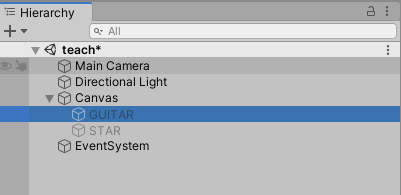 Hierarchy
All
teach*
Main Camera
Directional Light
Canvas
GUITAR
STAR
EventSystem